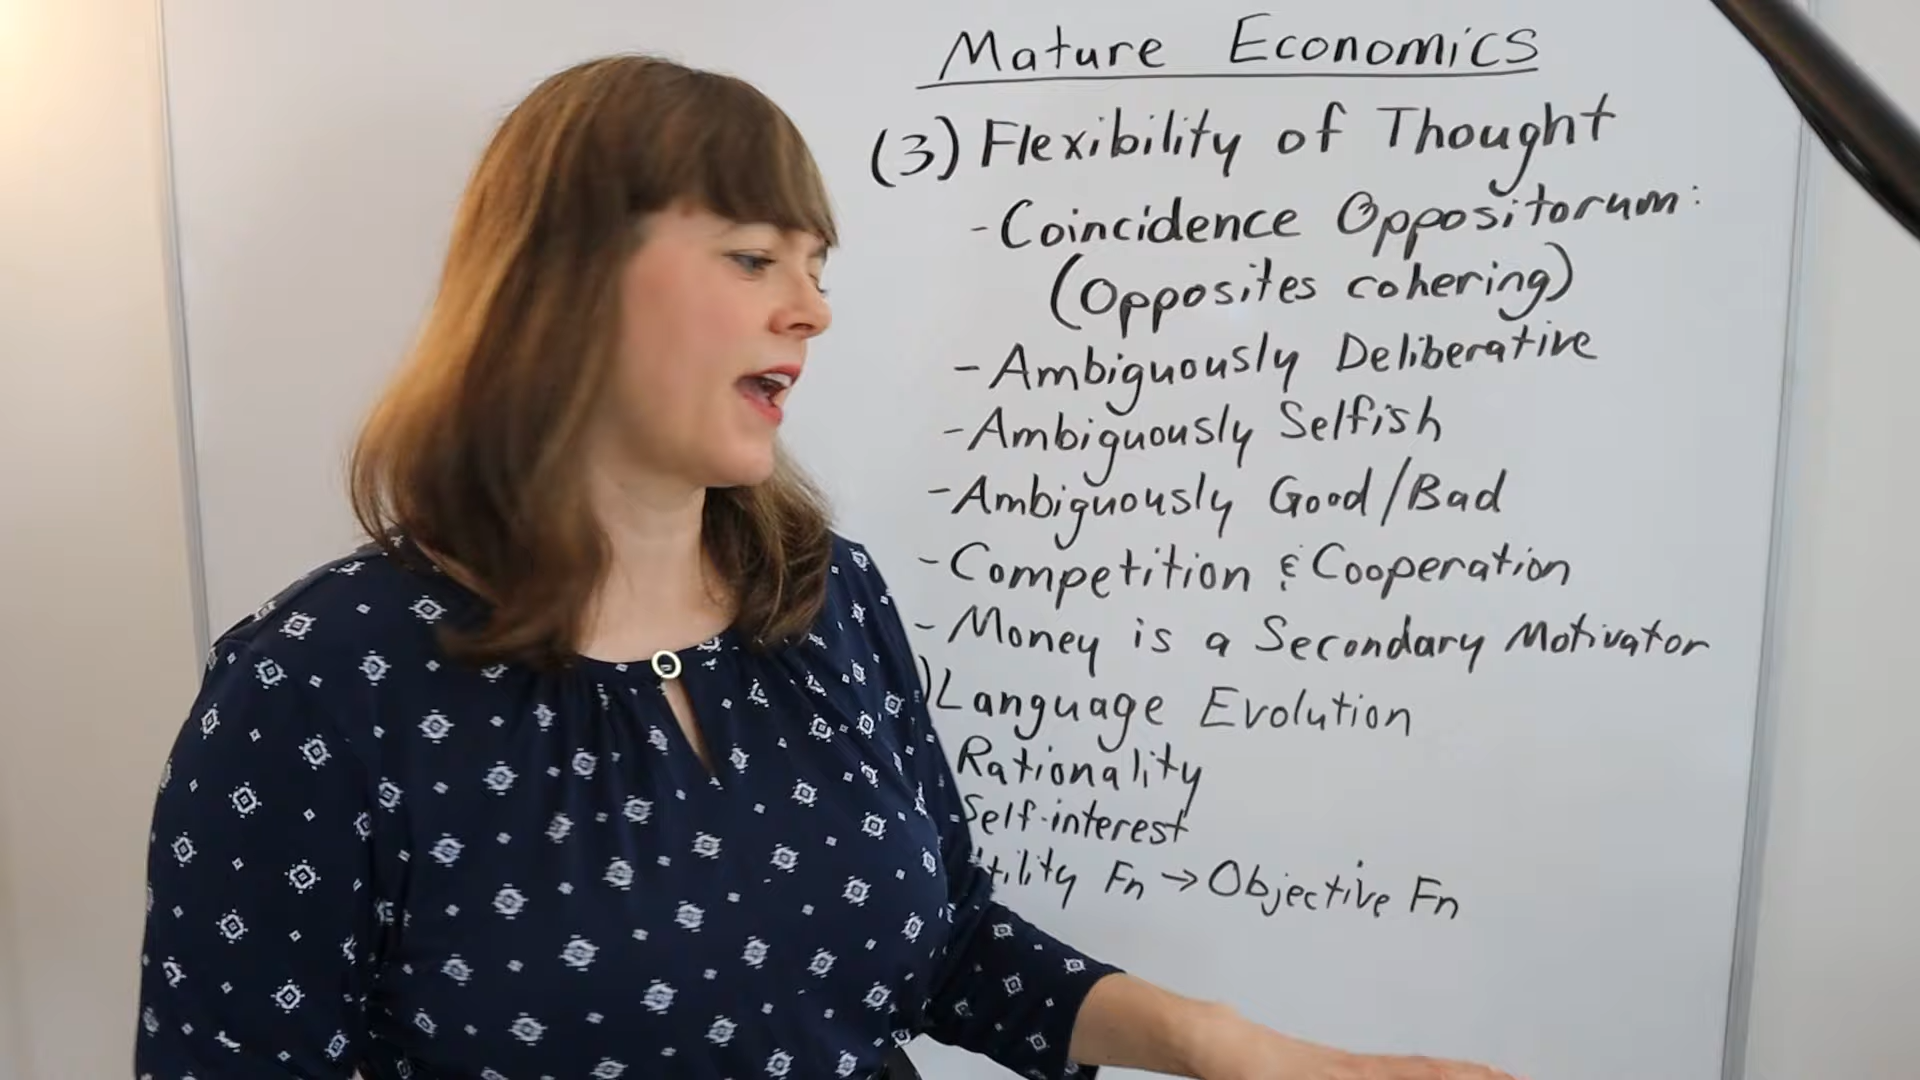 Mature Economics
(3) Flexibility of Thought
- Coincidence Oppositorum:
(Opposites cohering)
- Ambiguously Deliberative
- Ambiguously Selfish
- Ambiguously Good/Bad
- Competition & Cooperation
- Money is a Secondary Motivator
) Language Evolution
Rationality
Self-interest
Fn → Objective Fn